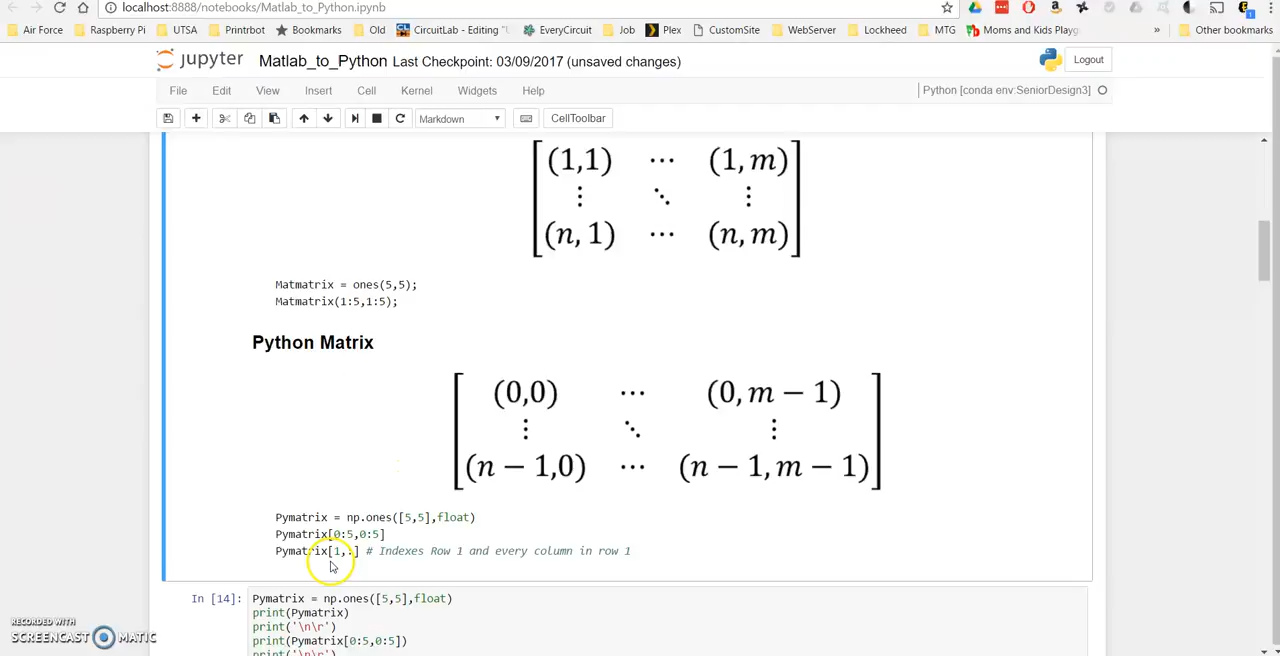 localhost:8888/notebooks/Matlab_to_Python.ipynb
Air Force Raspberry Pi UTSA Printrbot Bookmarks Old CircuitLab - Editing " EveryCircuit Job Plex CustomSite WebServer Lockheed MTG Moms and Kids Playg » Other bookmarks
jupyter Matlab_to_Python Last Checkpoint: 03/09/2017 (unsaved changes) Logout
File Edit View Insert Cell Kernel Widgets Help Python [conda env:SeniorDesign3]
Markdown CellToolbar
(1,1) ⋯ (1, m)
⋮ ⋱ ⋮
(n, 1) ⋯ (n, m)
Matmatrix = ones(5,5);
Matmatrix(1:5,1:5);
Python Matrix
(0,0) ⋯ (0, m − 1)
⋮ ⋱ ⋮
(n − 1,0) ⋯ (n − 1, m − 1)
Pymatrix = np.ones([5,5],float)
Pymatrix[0:5,0:5]
Pymatrix[1,:] # Indexes Row 1 and every column in row 1
In [14]: Pymatrix = np.ones([5,5],float)
print(Pymatrix)
print('\n\r')
print(Pymatrix[0:5,0:5])
print('\n\r')
RECORDED WITH
SCREENCAST MATIC